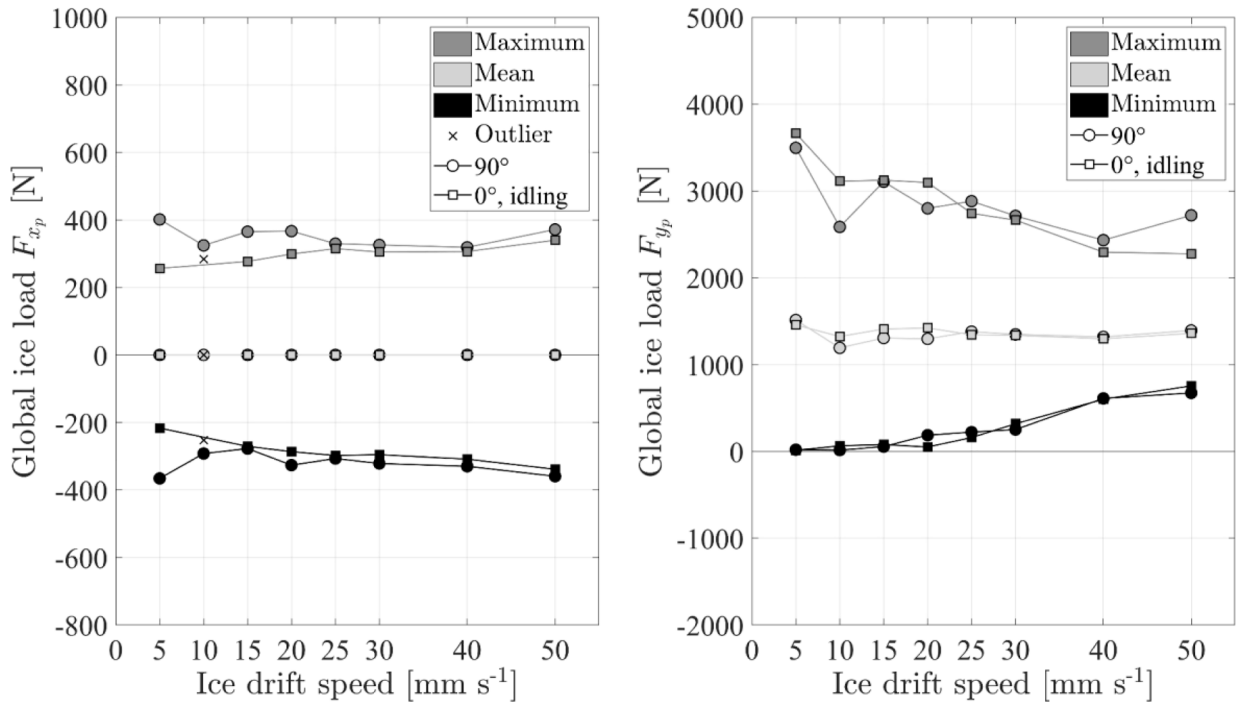 1000
800
600
400
200
0
-200
-400
-600
-800
Global ice load F_{x_p} [N]
Maximum
Mean
Minimum
Outlier
90°
0°, idling
0 5 10 15 20 25 30 40 50
Ice drift speed [mm s⁻¹]
5000
4000
3000
2000
1000
0
-1000
-2000
Global ice load F_{y_p} [N]
Maximum
Mean
Minimum
90°
0°, idling
0 5 10 15 20 25 30 40 50
Ice drift speed [mm s⁻¹]